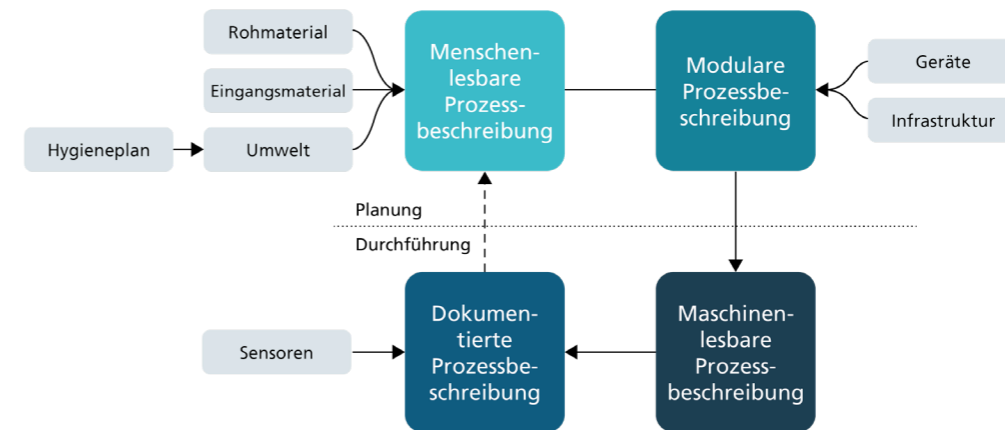 Rohmaterial
Eingangsmaterial
Hygieneplan
Umwelt
Menschen-
lesbare
Prozess-
beschreibung
Modulare
Prozessbe-
schreibung
Geräte
Infrastruktur
Planung
Durchführung
Sensoren
Dokumen-
tierte
Prozessbe-
schreibung
Maschinen-
lesbare
Prozess-
beschreibung